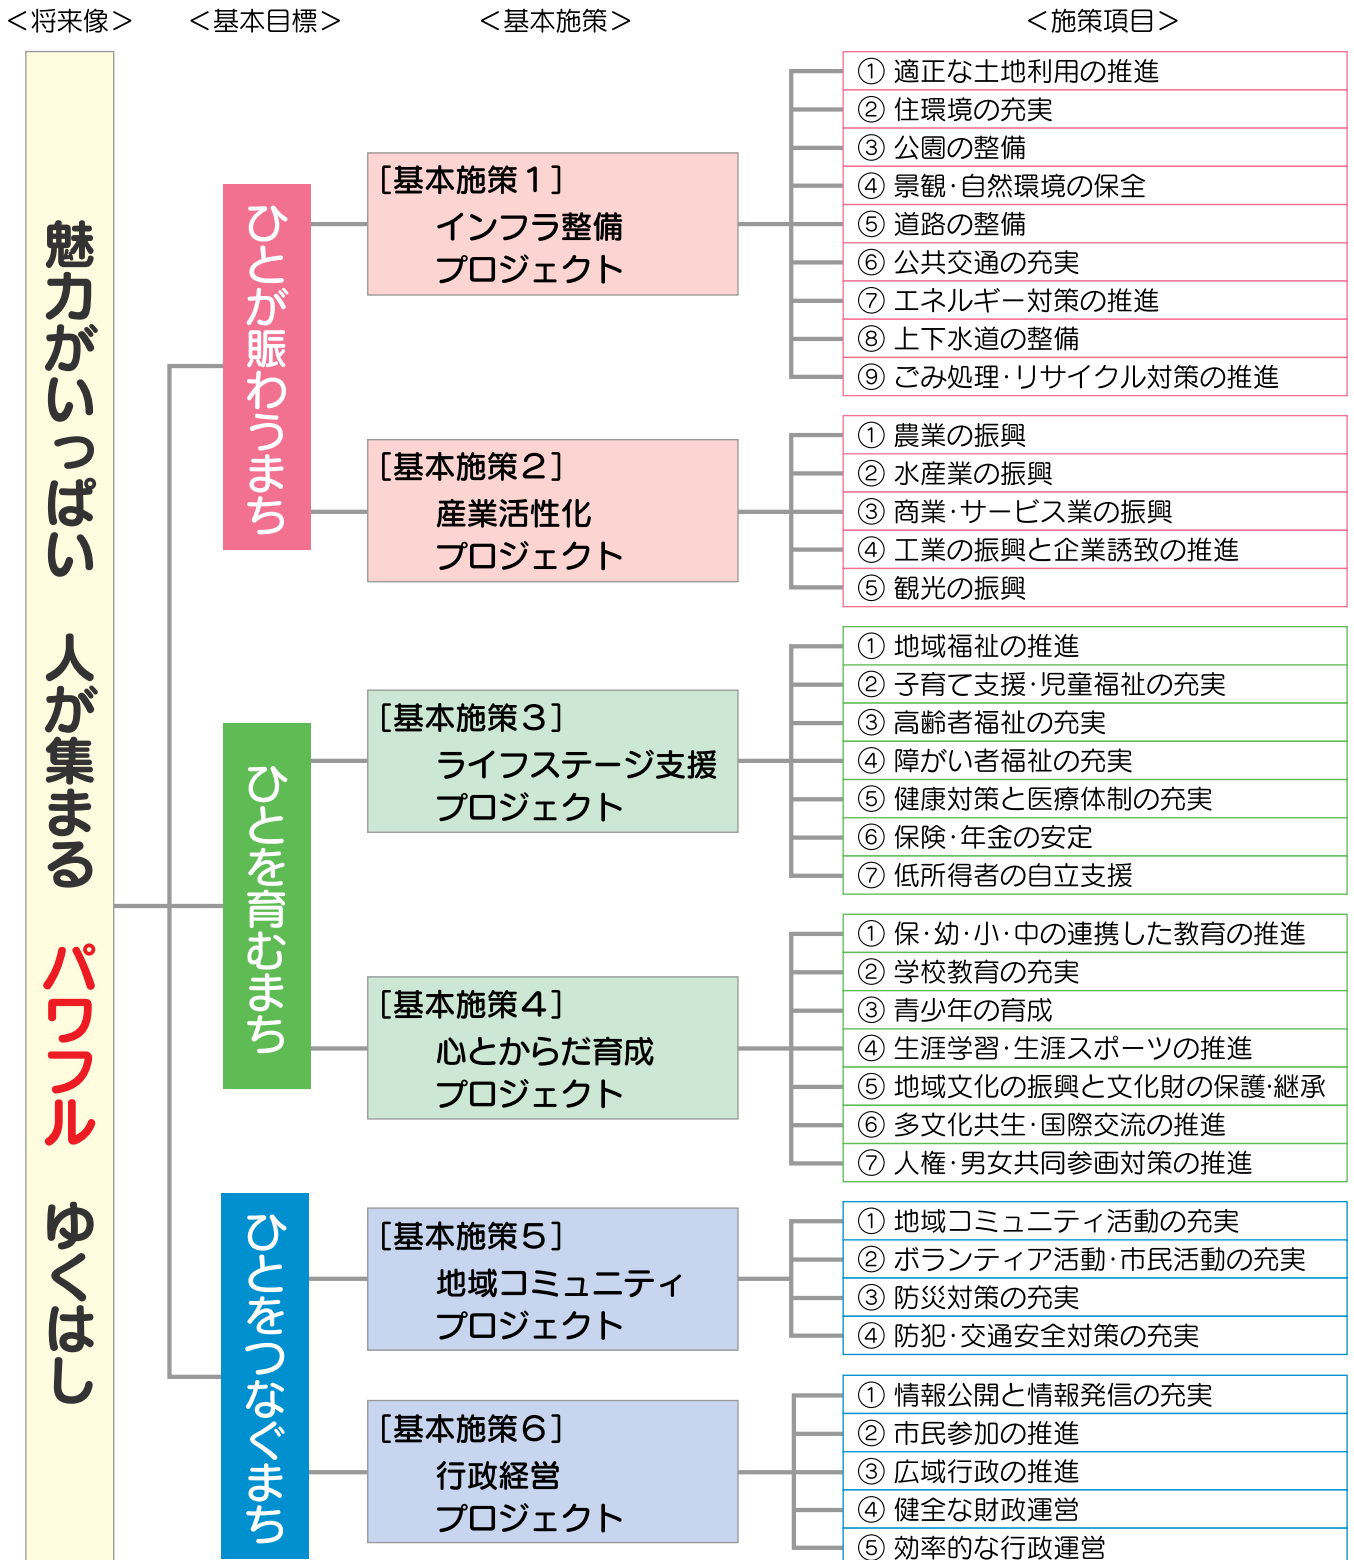 ＜将来像＞
＜基本目標＞
＜基本施策＞
＜施策項目＞
魅力がいっぱい　人が集まる　パワフル　ゆくはし
ひとが賑わうまち
［基本施策１］
インフラ整備
プロジェクト
① 適正な土地利用の推進
② 住環境の充実
③ 公園の整備
④ 景観・自然環境の保全
⑤ 道路の整備
⑥ 公共交通の充実
⑦ エネルギー対策の推進
⑧ 上下水道の整備
⑨ ごみ処理・リサイクル対策の推進
［基本施策２］
産業活性化
プロジェクト
① 農業の振興
② 水産業の振興
③ 商業・サービス業の振興
④ 工業の振興と企業誘致の推進
⑤ 観光の振興
ひとを育むまち
［基本施策３］
ライフステージ支援
プロジェクト
① 地域福祉の推進
② 子育て支援・児童福祉の充実
③ 高齢者福祉の充実
④ 障がい者福祉の充実
⑤ 健康対策と医療体制の充実
⑥ 保険・年金の安定
⑦ 低所得者の自立支援
［基本施策４］
心とからだ育成
プロジェクト
① 保・幼・小・中の連携した教育の推進
② 学校教育の充実
③ 青少年の育成
④ 生涯学習・生涯スポーツの推進
⑤ 地域文化の振興と文化財の保護・継承
⑥ 多文化共生・国際交流の推進
⑦ 人権・男女共同参画対策の推進
ひとをつなぐまち
［基本施策５］
地域コミュニティ
プロジェクト
① 地域コミュニティ活動の充実
② ボランティア活動・市民活動の充実
③ 防災対策の充実
④ 防犯・交通安全対策の充実
［基本施策６］
行政経営
プロジェクト
① 情報公開と情報発信の充実
② 市民参加の推進
③ 広域行政の推進
④ 健全な財政運営
⑤ 効率的な行政運営